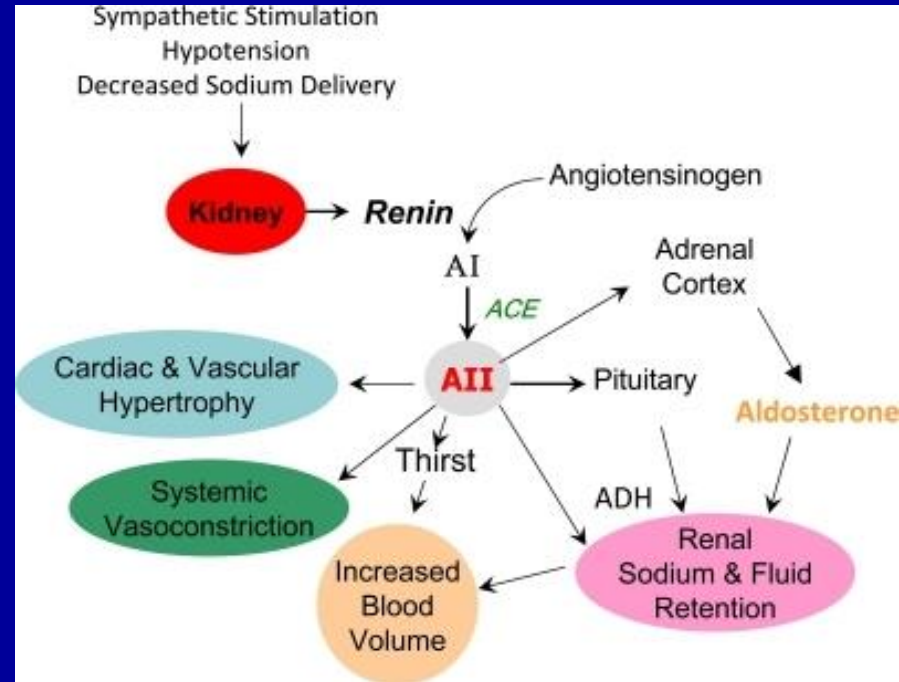 Sympathetic Stimulation
Hypotension
Decreased Sodium Delivery
Kidney
Renin
Angiotensinogen
AI
ACE
Adrenal
Cortex
Cardiac & Vascular
Hypertrophy
AII
Pituitary
Aldosterone
Thirst
Systemic
Vasoconstriction
ADH
Increased
Blood
Volume
Renal
Sodium & Fluid
Retention